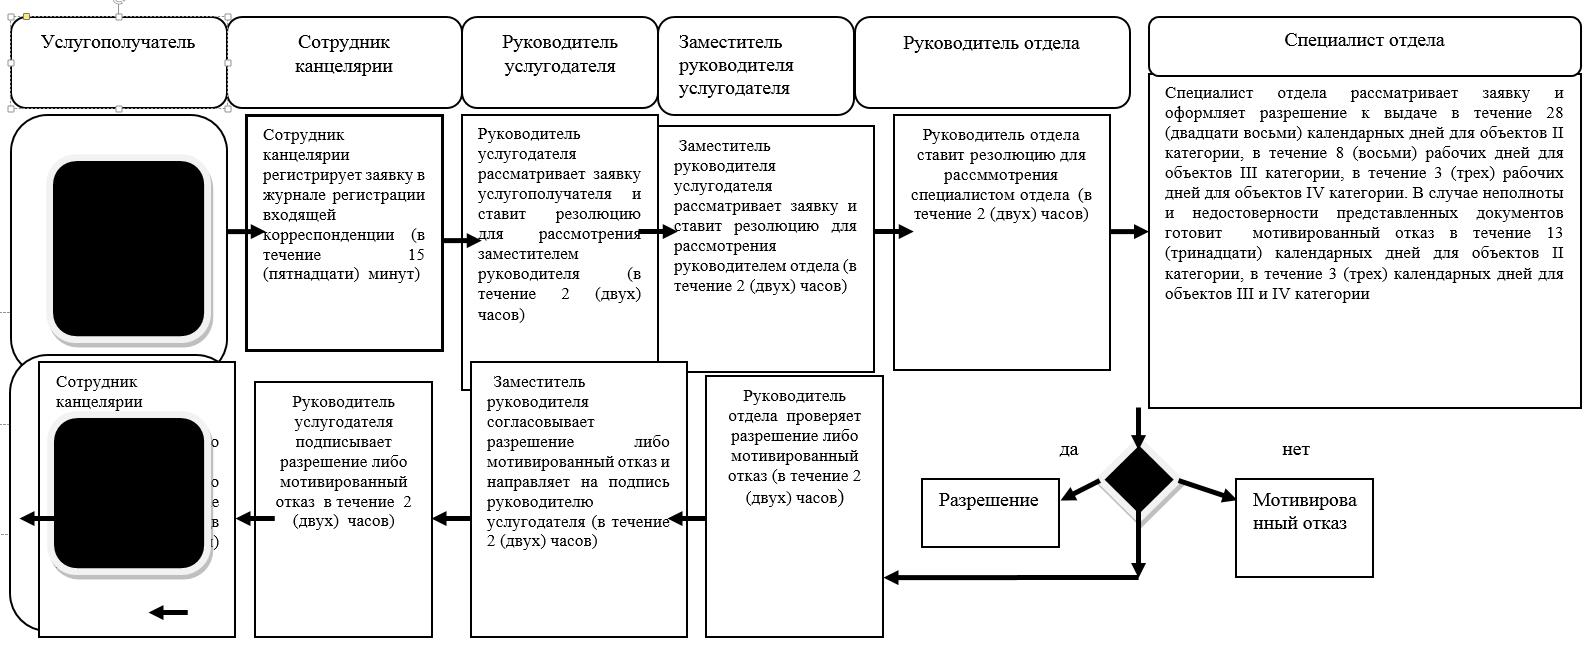 Услугополучатель
Сотрудник
канцелярии
Руководитель
услугодателя
Заместитель
руководителя
услугодателя
Руководитель отдела
Специалист отдела
Сотрудник
канцелярии
регистрирует заявку в
журнале регистрации
входящей
корреспонденции (в
течение 15
(пятнадцати) минут)
Руководитель
услугодателя
рассматривает заявку
услугополучателя и
ставит резолюцию
для рассмотрения
заместителем
руководителя (в
течение 2 (двух)
часов)
Заместитель
руководителя
услугодателя
рассматривает заявку и
ставит резолюцию для
рассмотрения
руководителем отдела (в
течение 2 (двух) часов)
Руководитель отдела
ставит резолюцию для
рассммотрения
специалистом отдела (в
течение 2 (двух) часов)
Специалист отдела рассматривает заявку и
оформляет разрешение к выдаче в течение 28
(двадцати восьми) календарных дней для объектов II
категории, в течение 8 (восьми) рабочих дней для
объектов III категории, в течение 3 (трех) рабочих
дней для объектов IV категории. В случае неполноты
и недостоверности представленных документов
готовит мотивированный отказ в течение 13
(тринадцати) календарных дней для объектов II
категории, в течение 3 (трех) календарных дней для
объектов III и IV категории
Сотрудник
канцелярии
Руководитель
услугодателя
подписывает
разрешение либо
мотивированный
отказ в течение 2
(двух) часов)
Заместитель
руководителя
согласовывает
разрешение либо
мотивированный отказ и
направляет на подпись
руководителю
услугодателя (в течение
2 (двух) часов)
Руководитель
отдела проверяет
разрешение либо
мотивированный
отказ (в течение 2
(двух) часов)
да
нет
Разрешение
Мотивирова
нный отказ